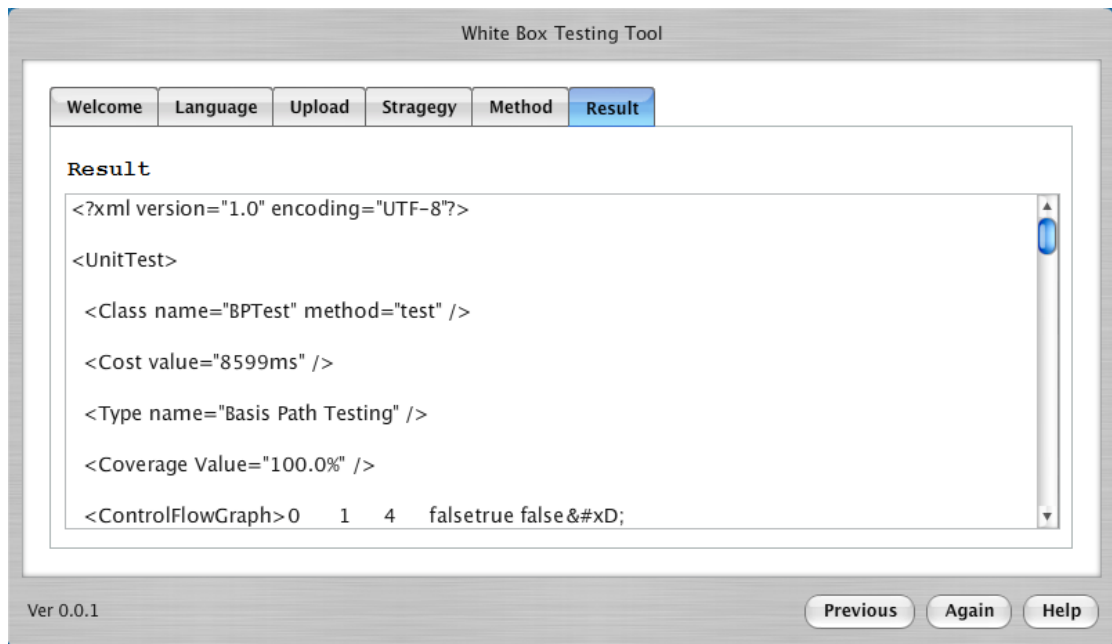 White Box Testing Tool
Welcome Language Upload Stragegy Method Result
Result
<?xml version="1.0" encoding="UTF-8"?>
<UnitTest>
<Class name="BPTest" method="test" />
<Cost value="8599ms" />
<Type name="Basis Path Testing" />
<Coverage Value="100.0%" />
<ControlFlowGraph>0 1 4 falsetrue false&#xD;
Ver 0.0.1 Previous Again Help